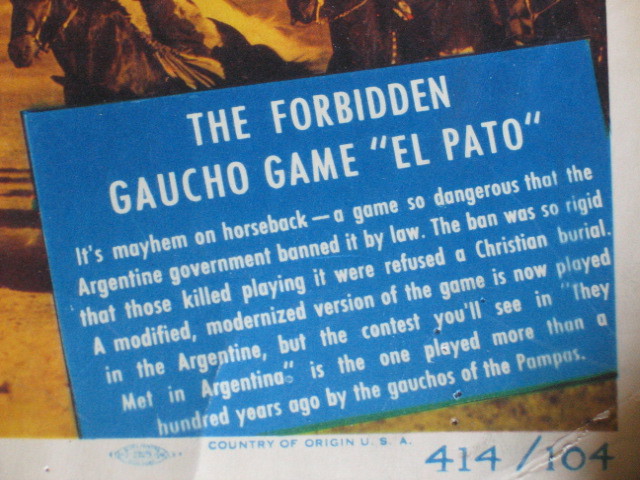 THE FORBIDDEN
GAUCHO GAME "EL PATO"
It's mayhem on horseback — a game so dangerous that the
Argentine government banned it by law. The ban was so rigid
that those killed playing it were refused a Christian burial.
A modified, modernized version of the game is now played
in the Argentine, but the contest you'll see in "They
Met in Argentina" is the one played more than a
hundred years ago by the gauchos of the Pampas.
COUNTRY OF ORIGIN U. S. A.
414/104